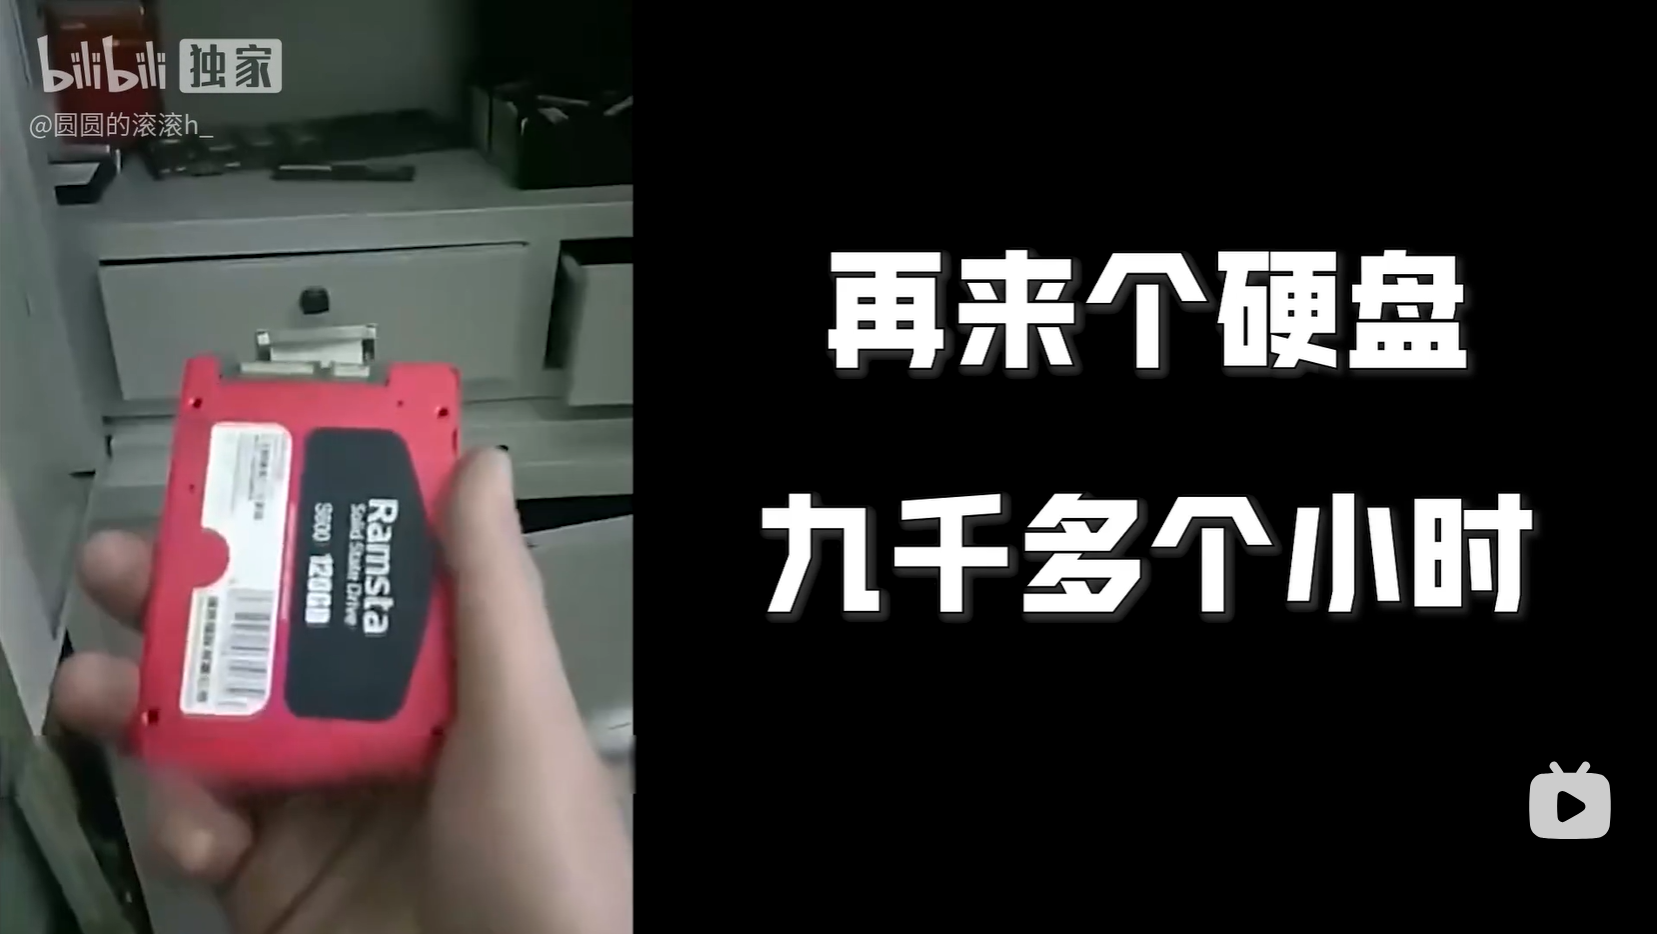 bilibili 独家
@圆圆的滚滚h_
再来个硬盘
九千多个小时
Ramsta
Solid State Drive
S600 120GB